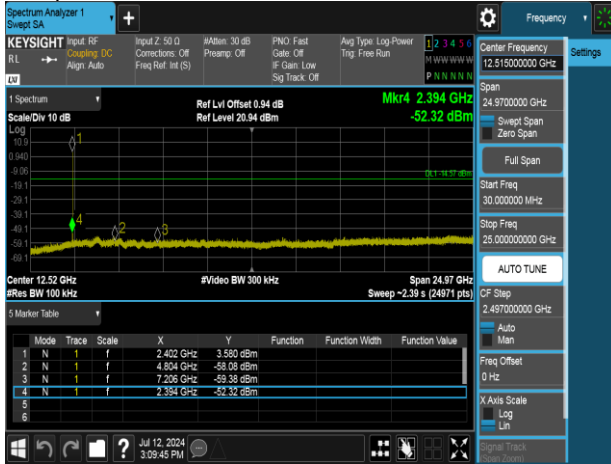 Spectrum Analyzer 1
Swept SA
+
Frequency
KEYSIGHT
RL
LXI
Input: RF
Coupling: DC
Align: Auto
Input Z: 50 Ω
Corrections: Off
Freq Ref: Int (S)
#Atten: 30 dB
Preamp: Off
PNO: Fast
Gate: Off
IF Gain: Low
Sig Track: Off
Avg Type: Log-Power
Trig: Free Run
1 2 3 4 5 6
M W W W W W
P N N N N N
1 Spectrum
Scale/Div 10 dB
Ref Lvl Offset 0.94 dB
Ref Level 20.94 dBm
Mkr4 2.394 GHz
-52.32 dBm
Log
10.9
0.940
-9.06
-19.1
-29.1
-39.1
-49.1
-59.1
-69.1
1
4
2
3
DL1 -14.57 dBm
Center 12.52 GHz
#Res BW 100 kHz
#Video BW 300 kHz
Span 24.97 GHz
Sweep ~2.39 s (24971 pts)
5 Marker Table
Mode Trace Scale X Y Function Function Width Function Value
1 N 1 f 2.402 GHz 3.580 dBm
2 N 1 f 4.804 GHz -58.08 dBm
3 N 1 f 7.206 GHz -59.38 dBm
4 N 1 f 2.394 GHz -52.32 dBm
5
6
Jul 12, 2024
3:09:45 PM
?
Center Frequency
12.515000000 GHz
Settings
Span
24.9700000 GHz
Swept Span
Zero Span
Full Span
Start Freq
30.000000 MHz
Stop Freq
25.000000000 GHz
AUTO TUNE
CF Step
2.497000000 GHz
Auto
Man
Freq Offset
0 Hz
X Axis Scale
Log
Lin
Signal Track
(Span Zoom)